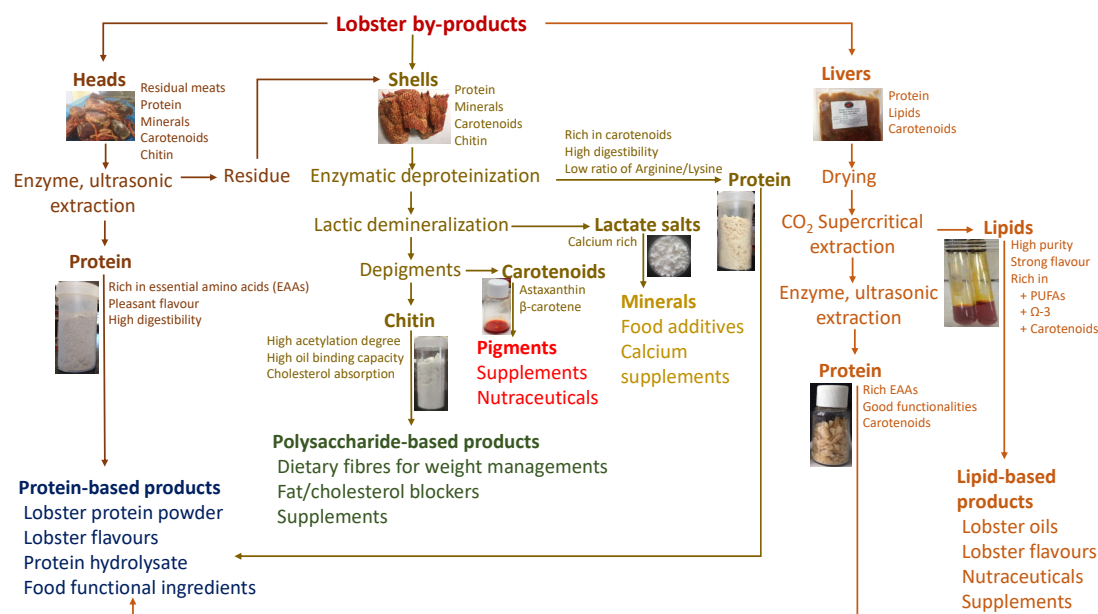 Lobster by-products
Heads
Residual meats
Protein
Minerals
Carotenoids
Chitin
Enzyme, ultrasonic
extraction
Residue
Protein
Rich in essential amino acids (EAAs)
Pleasant flavour
High digestibility
Shells
Protein
Minerals
Carotenoids
Chitin
Enzymatic deproteinization
Rich in carotenoids
High digestibility
Low ratio of Arginine/Lysine
Protein
Lactic demineralization
Lactate salts
Calcium rich
Minerals
Food additives
Calcium
supplements
Depigments
Carotenoids
Astaxanthin
β-carotene
Pigments
Supplements
Nutraceuticals
Chitin
High acetylation degree
High oil binding capacity
Cholesterol absorption
Polysaccharide-based products
Dietary fibres for weight managements
Fat/cholesterol blockers
Supplements
Livers
Protein
Lipids
Carotenoids
Drying
CO₂ Supercritical
extraction
Lipids
High purity
Strong flavour
Rich in
+ PUFAs
+ Ω-3
+ Carotenoids
Enzyme, ultrasonic
extraction
Protein
Rich EAAs
Good functionalities
Carotenoids
Protein-based products
Lobster protein powder
Lobster flavours
Protein hydrolysate
Food functional ingredients
Lipid-based
products
Lobster oils
Lobster flavours
Nutraceuticals
Supplements